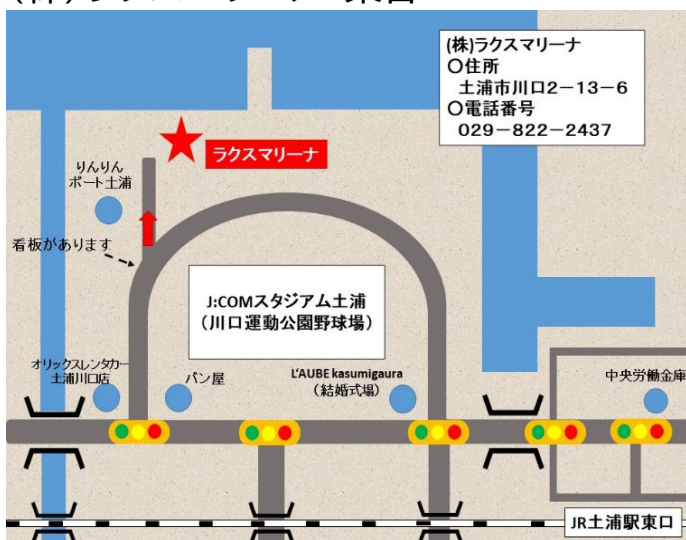 (株)ラクスマリーナ
〇住所
土浦市川口2－13－6
〇電話番号
029－822－2437
ラクスマリーナ
りんりん
ポート土浦
看板があります
J:COMスタジアム土浦
(川口運動公園野球場)
オリックスレンタカー
土浦川口店
パン屋
L'AUBE kasumigaura
(結婚式場)
中央労働金庫
JR土浦駅東口